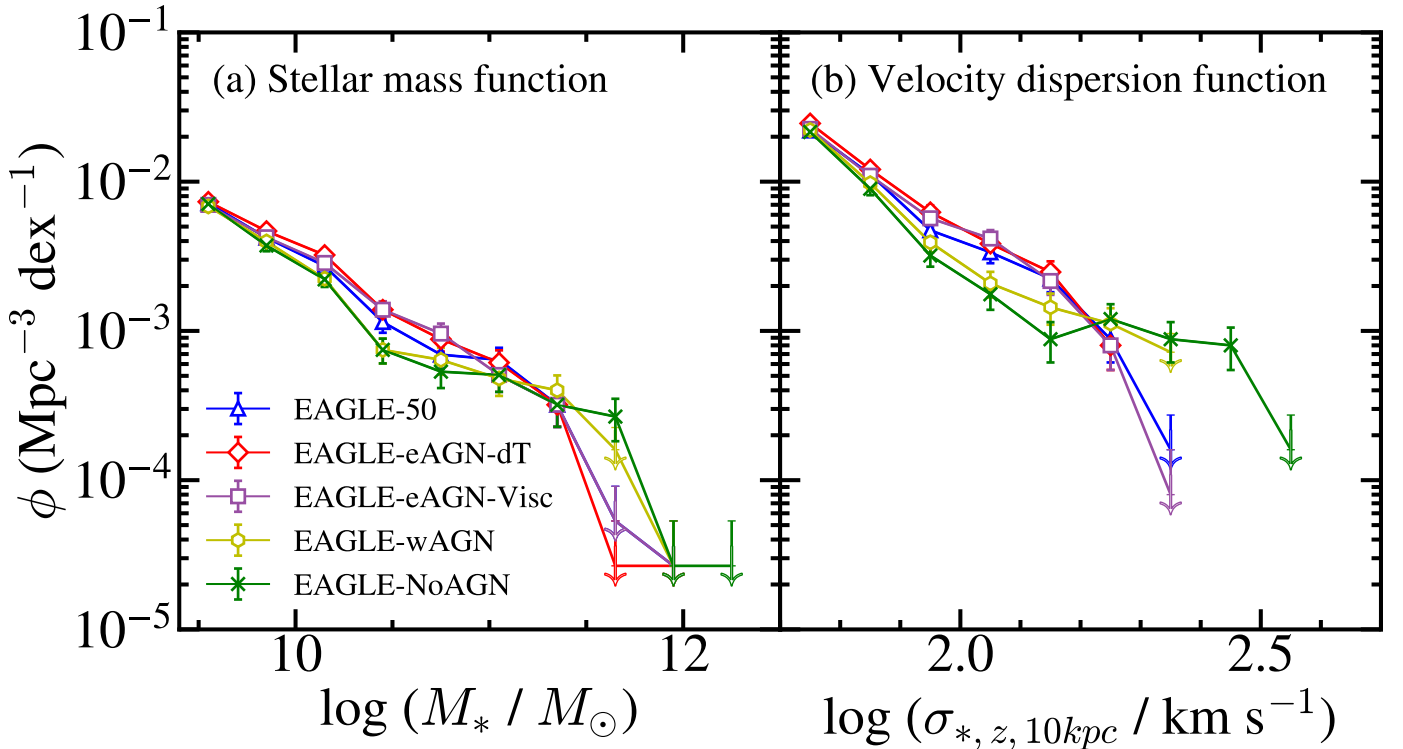 (a) Stellar mass function
(b) Velocity dispersion function
10⁻¹
10⁻²
10⁻³
10⁻⁴
10⁻⁵
ϕ (Mpc⁻³ dex⁻¹)
EAGLE-50
EAGLE-eAGN-dT
EAGLE-eAGN-Visc
EAGLE-wAGN
EAGLE-NoAGN
10 12
2.0 2.5
log (M* / M⊙)
log (σ*, z, 10kpc / km s⁻¹)